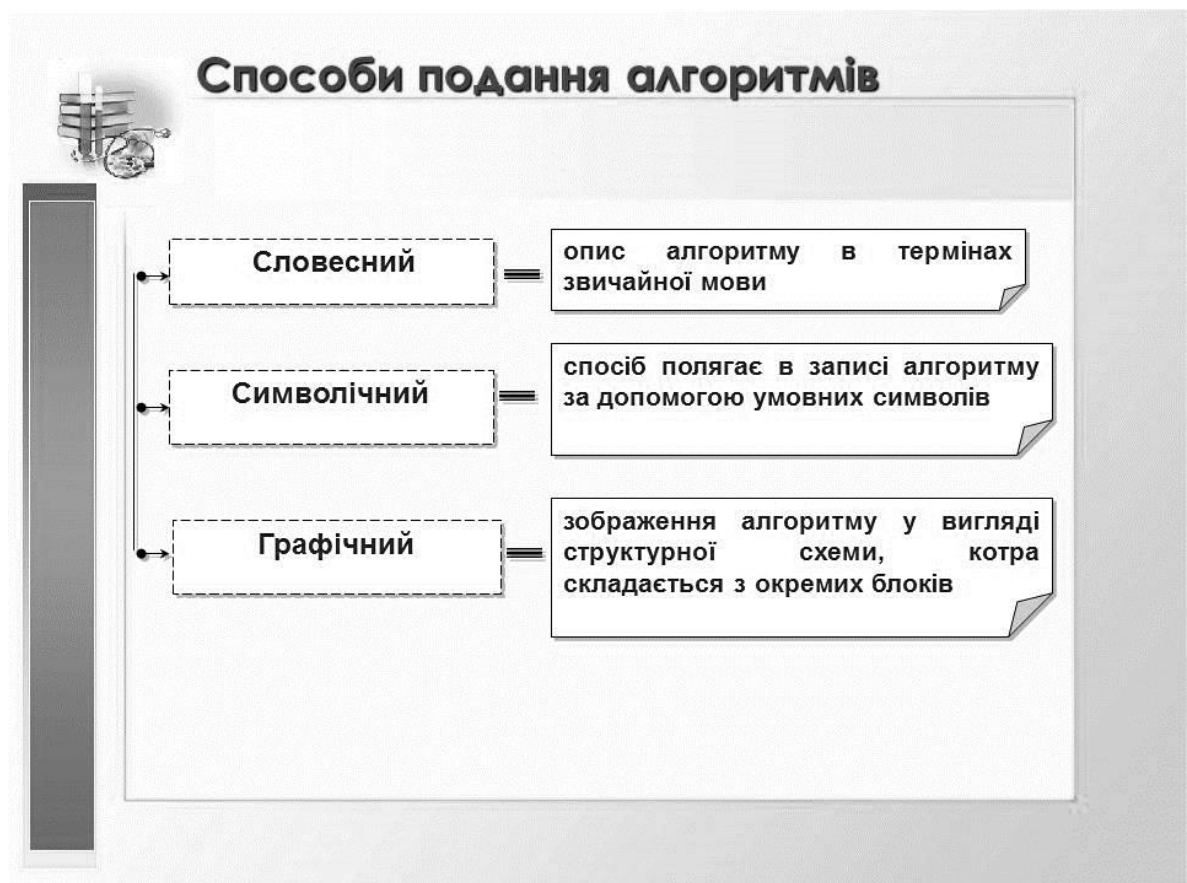 Способи подання алгоритмів
Словесний
опис алгоритму в термінах
звичайної мови
Символічний
спосіб полягає в записі алгоритму
за допомогою умовних символів
Графічний
зображення алгоритму у вигляді
структурної схеми, котра
складається з окремих блоків